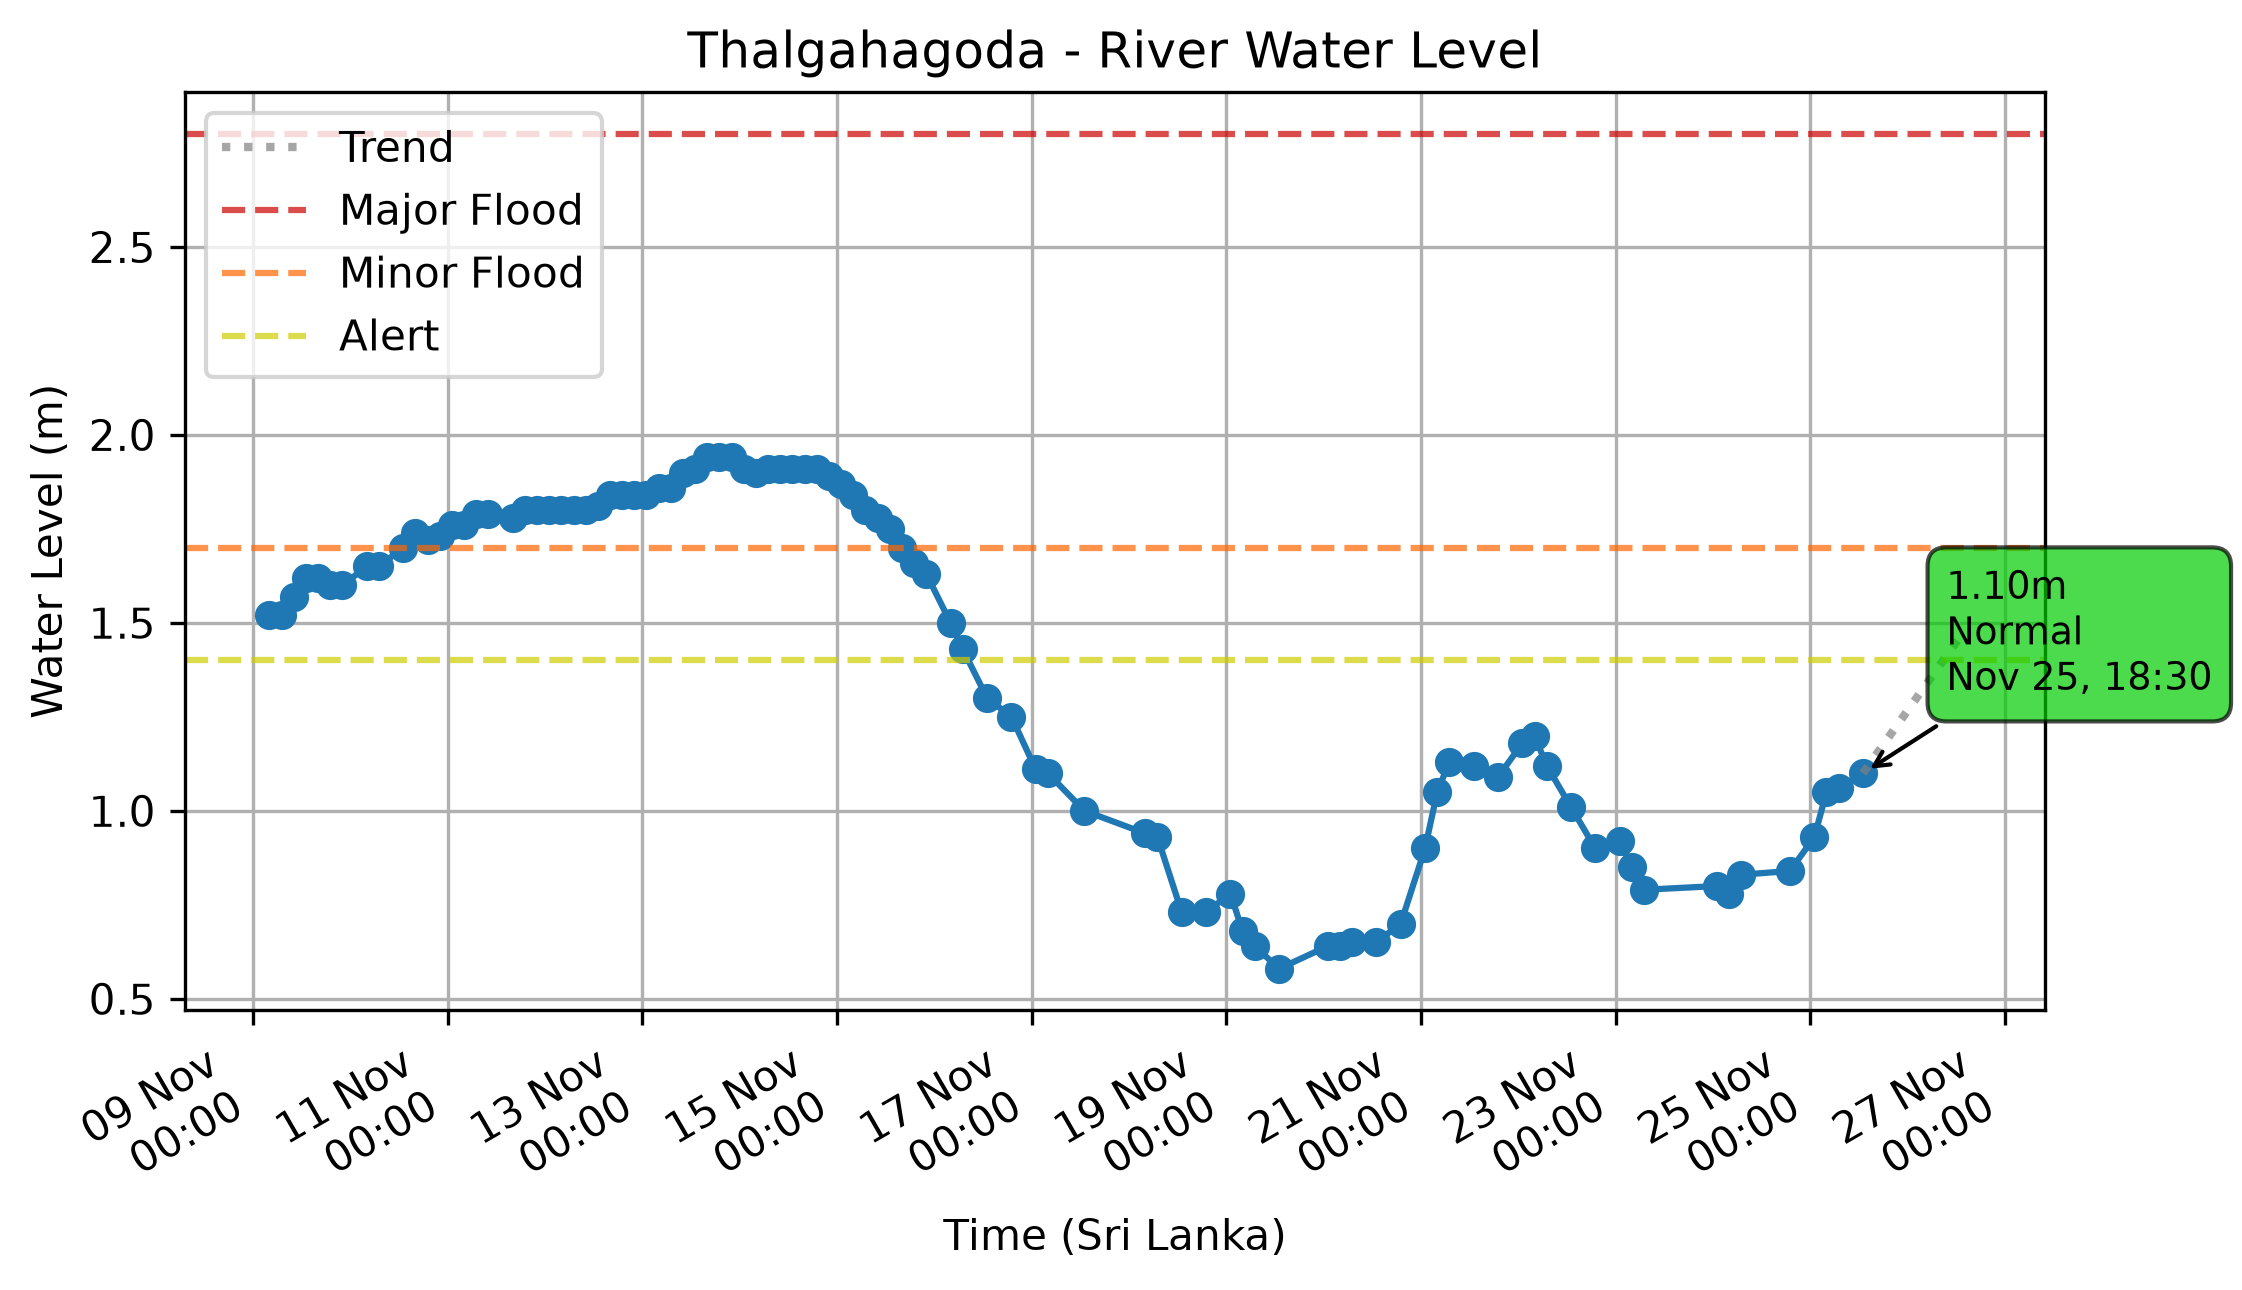 Thalgahagoda - River Water Level
Trend
Major Flood
Minor Flood
Alert
Water Level (m)
2.5
2.0
1.5
1.0
0.5
1.10m
Normal
Nov 25, 18:30
09 Nov
00:00
11 Nov
00:00
13 Nov
00:00
15 Nov
00:00
17 Nov
00:00
19 Nov
00:00
21 Nov
00:00
23 Nov
00:00
25 Nov
00:00
27 Nov
00:00
Time (Sri Lanka)